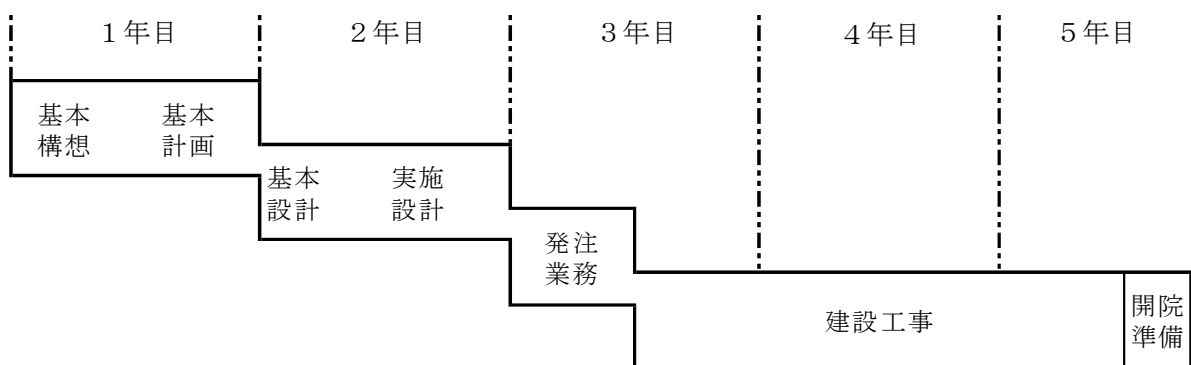 １年目 ２年目 ３年目 ４年目 ５年目
基本
構想
基本
計画
基本
設計
実施
設計
発注
業務
建設工事
開院
準備